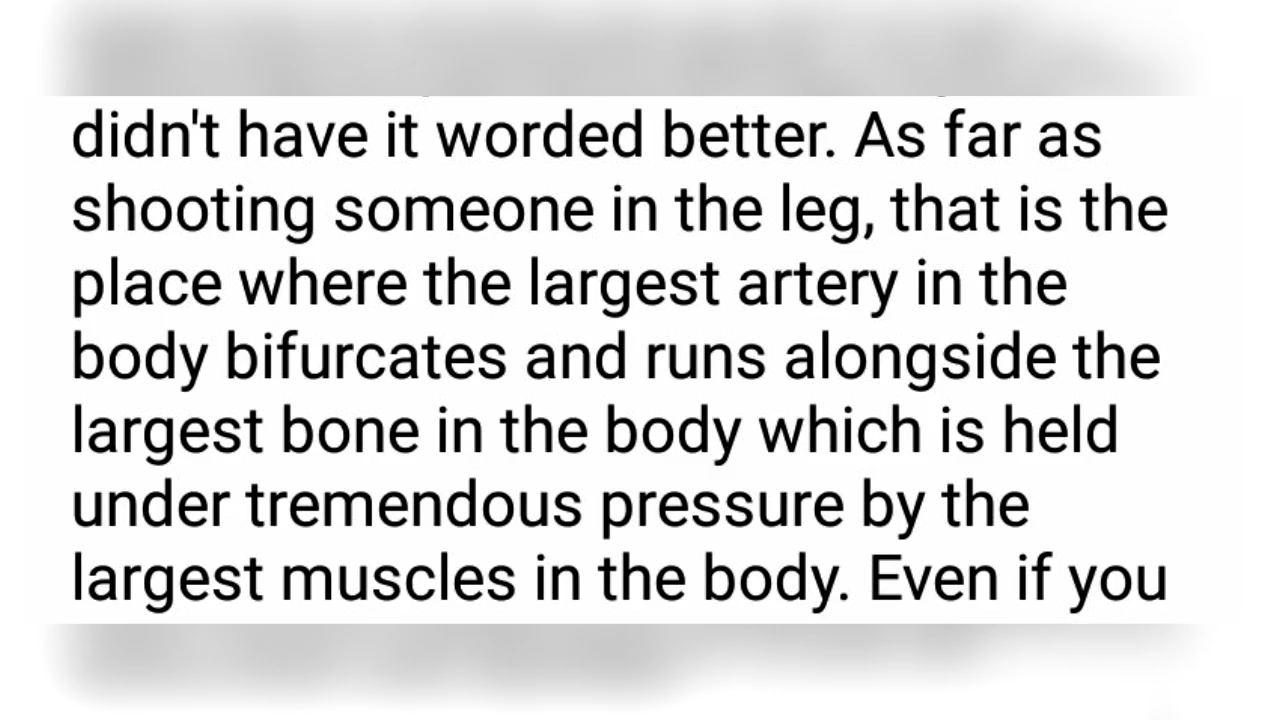 didn't have it worded better. As far as
shooting someone in the leg, that is the
place where the largest artery in the
body bifurcates and runs alongside the
largest bone in the body which is held
under tremendous pressure by the
largest muscles in the body. Even if you